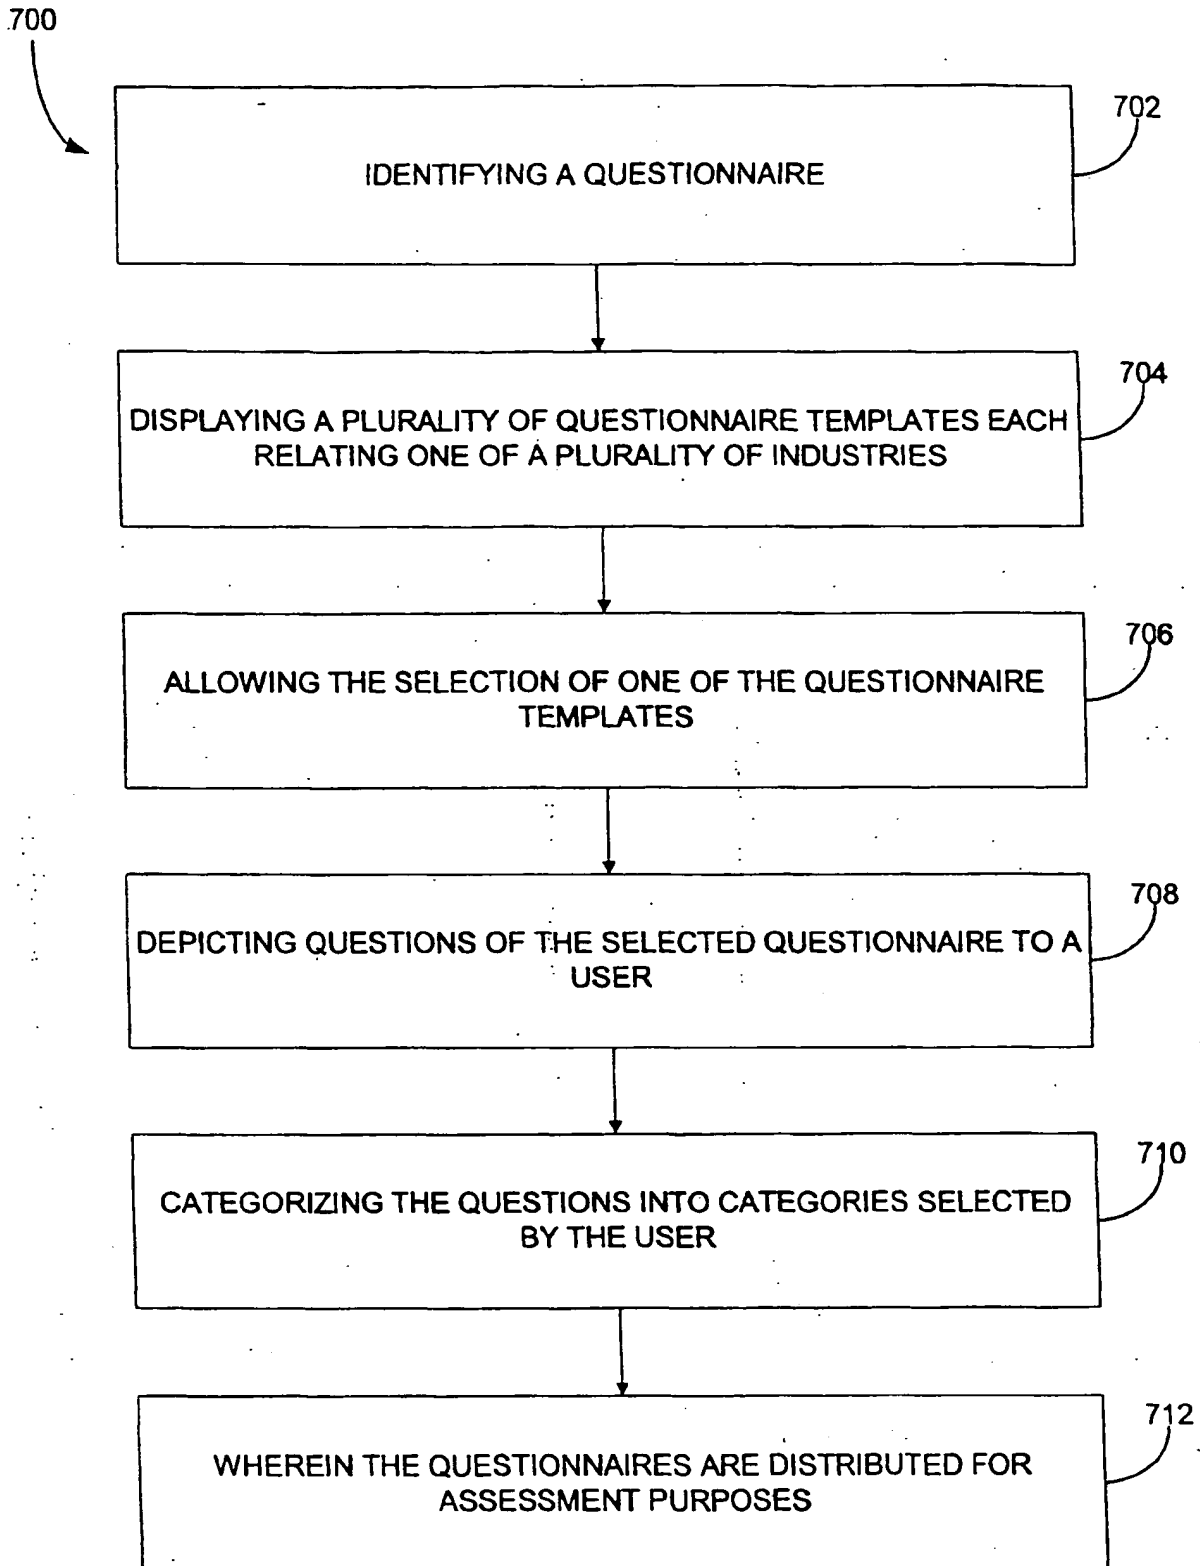 700
702
IDENTIFYING A QUESTIONNAIRE
704
DISPLAYING A PLURALITY OF QUESTIONNAIRE TEMPLATES EACH
RELATING ONE OF A PLURALITY OF INDUSTRIES
706
ALLOWING THE SELECTION OF ONE OF THE QUESTIONNAIRE
TEMPLATES
708
DEPICTING QUESTIONS OF THE SELECTED QUESTIONNAIRE TO A
USER
710
CATEGORIZING THE QUESTIONS INTO CATEGORIES SELECTED
BY THE USER
712
WHEREIN THE QUESTIONNAIRES ARE DISTRIBUTED FOR
ASSESSMENT PURPOSES